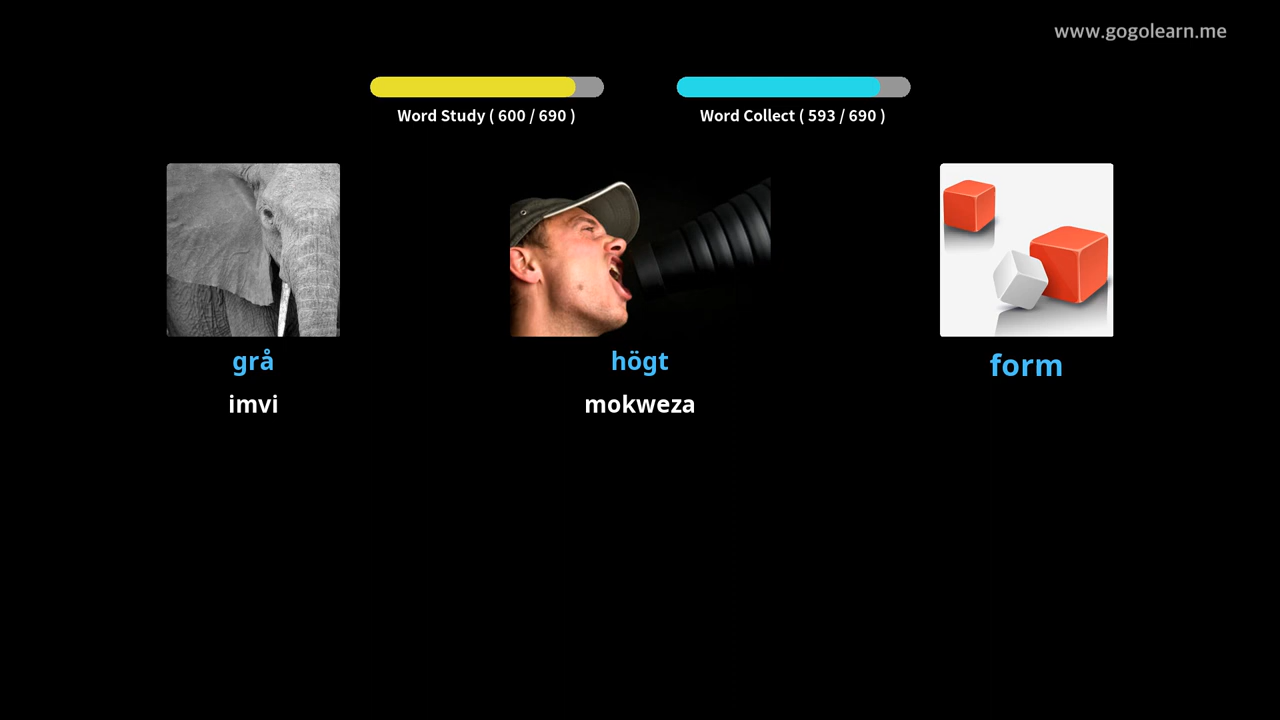 www.gogolearn.me
Word Study ( 600 / 690 )
Word Collect ( 593 / 690 )
grå
högt
form
imvi
mokweza